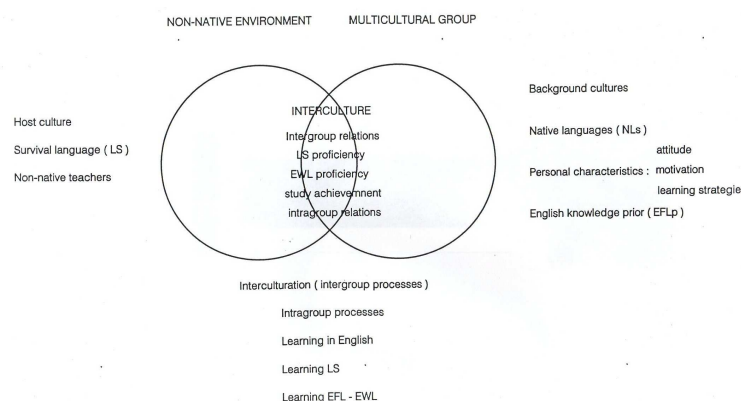 NON-NATIVE ENVIRONMENT MULTICULTURAL GROUP
Host culture
Survival language ( LS )
Non-native teachers
INTERCULTURE
Intergroup relations
LS proficiency
EWL proficiency
study achievemnent
intragroup relations
Background cultures
Native languages ( NLs )
attitude
Personal characteristics : motivation
learning strategie
English knowledge prior ( EFLp )
Interculturation ( intergroup processes )
Intragroup processes
Learning in English
Learning LS
Learning EFL - EWL